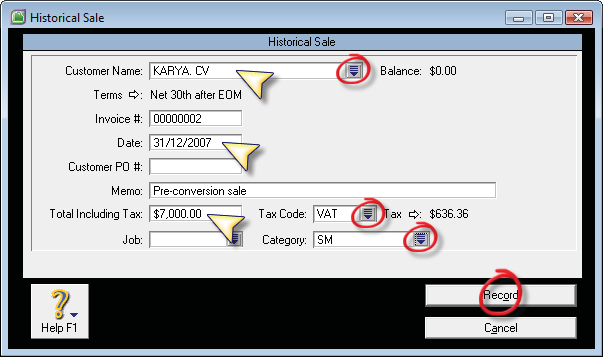 Historical Sale
Historical Sale
Customer Name: KARYA. CV Balance: $0.00
Terms : Net 30th after EOM
Invoice #: 00000002
Date: 31/12/2007
Customer PO #:
Memo: Pre-conversion sale
Total Including Tax: $7,000.00 Tax Code: VAT Tax : $636.36
Job: Category: SM
? Record
Help F1 Cancel